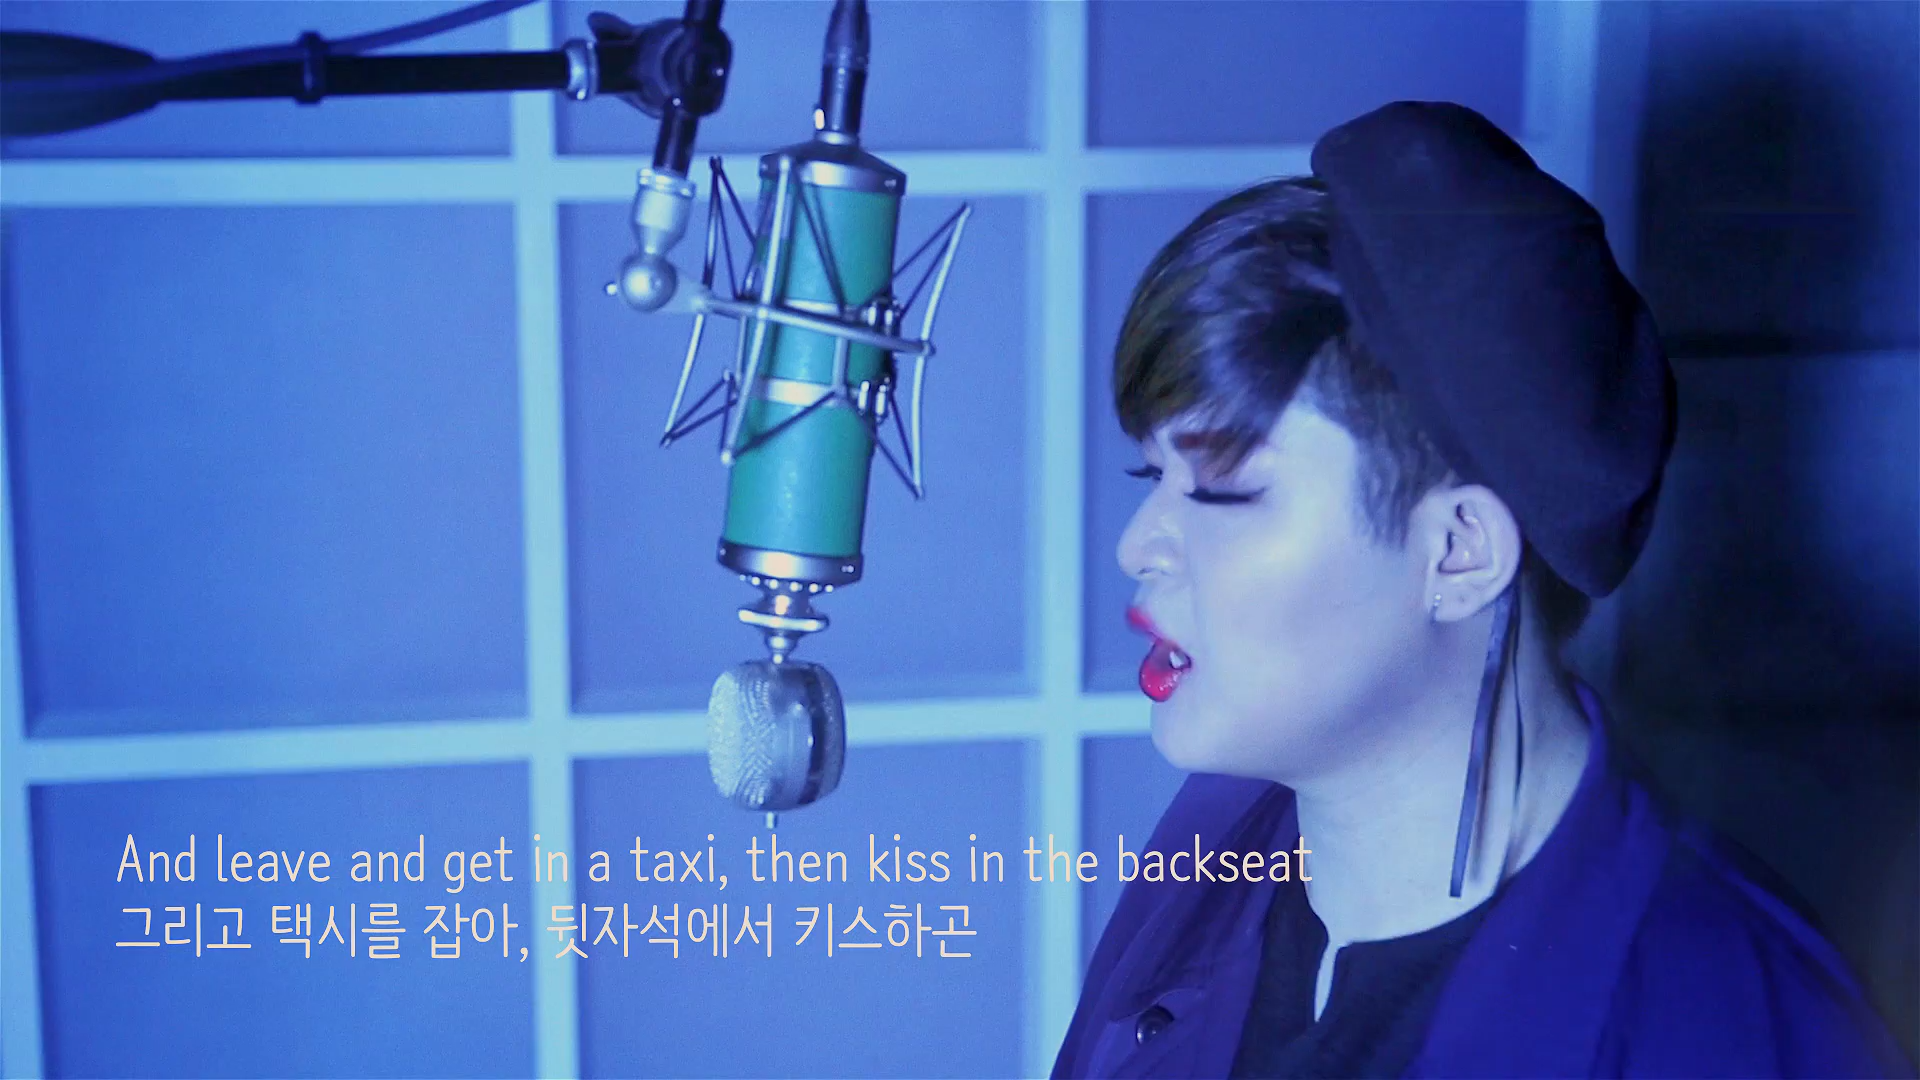 And leave and get in a taxi, then kiss in the backseat
그리고 택시를 잡아, 뒷자석에서 키스하곤